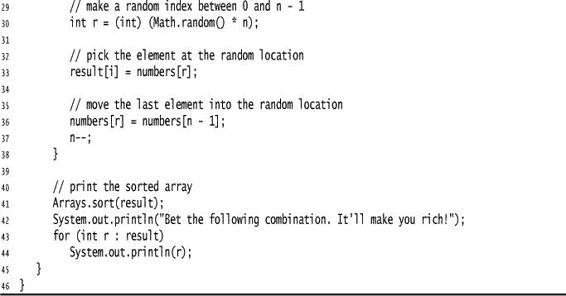 29 // make a random index between 0 and n - 1
30 int r = (int) (Math.random() * n);
31
32 // pick the element at the random location
33 result[i] = numbers[r];
34
35 // move the last element into the random location
36 numbers[r] = numbers[n - 1];
37 n--;
38 }
39
40 // print the sorted array
41 Arrays.sort(result);
42 System.out.println("Bet the following combination. It'll make you rich!");
43 for (int r : result)
44 System.out.println(r);
45 }
46 }